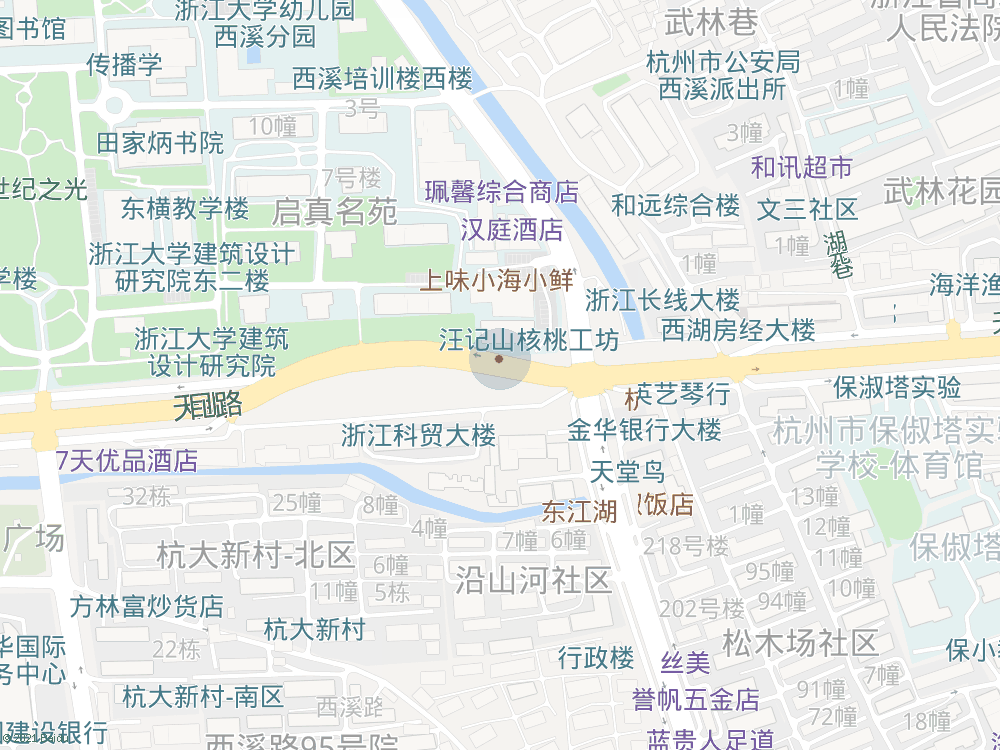 浙江大学幼儿园
西溪分园
武林巷
人民法院
图书馆
传播学
西溪培训楼西楼
杭州市公安局
西溪派出所
1幢
3号
10幢
3幢
田家炳书院
7号楼
和讯超市
世纪之光
珮馨综合商店
武林花园
东横教学楼
启真名苑
和远综合楼
文三社区
汉庭酒店
浙江大学建筑设计
研究院东二楼
1幢
湖
巷
1幢
学楼
上味小海小鲜
浙江长线大楼
海洋渔
西湖房经大楼
浙江大学建筑
设计研究院
汪记山核桃工坊
保淑塔实验
英艺琴行
杭
路
浙江科贸大楼
金华银行大楼
杭州市保俶塔实验
学校-体育馆
7天优品酒店
天堂鸟
32栋
25幢
8幢
东江湖
饭店
13幢
1幢
4幢
12幢
广场
杭大新村-北区
7幢
6幢
218号楼
11幢
保俶塔
6幢
95幢
沿山河社区
11幢
5栋
10幢
方林富炒货店
202号楼
94幢
杭大新村
22栋
松木场社区
华国际
务中心
行政楼
丝美
保小
7幢
杭大新村-南区
91幢
誉帆五金店
西溪路
72幢
18幢
建设银行
西溪路95号院
蓝贵人足道